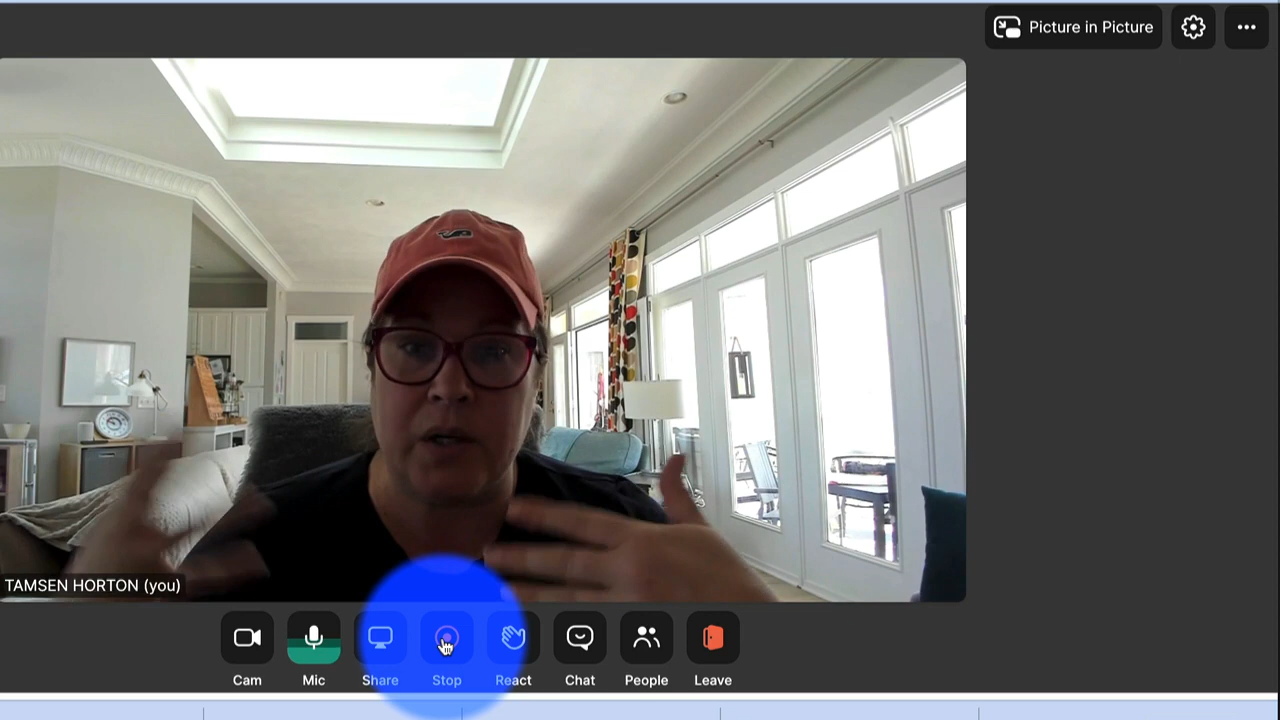 Picture in Picture
TAMSEN HORTON (you)
Cam
Mic
Share
Stop
React
Chat
People
Leave